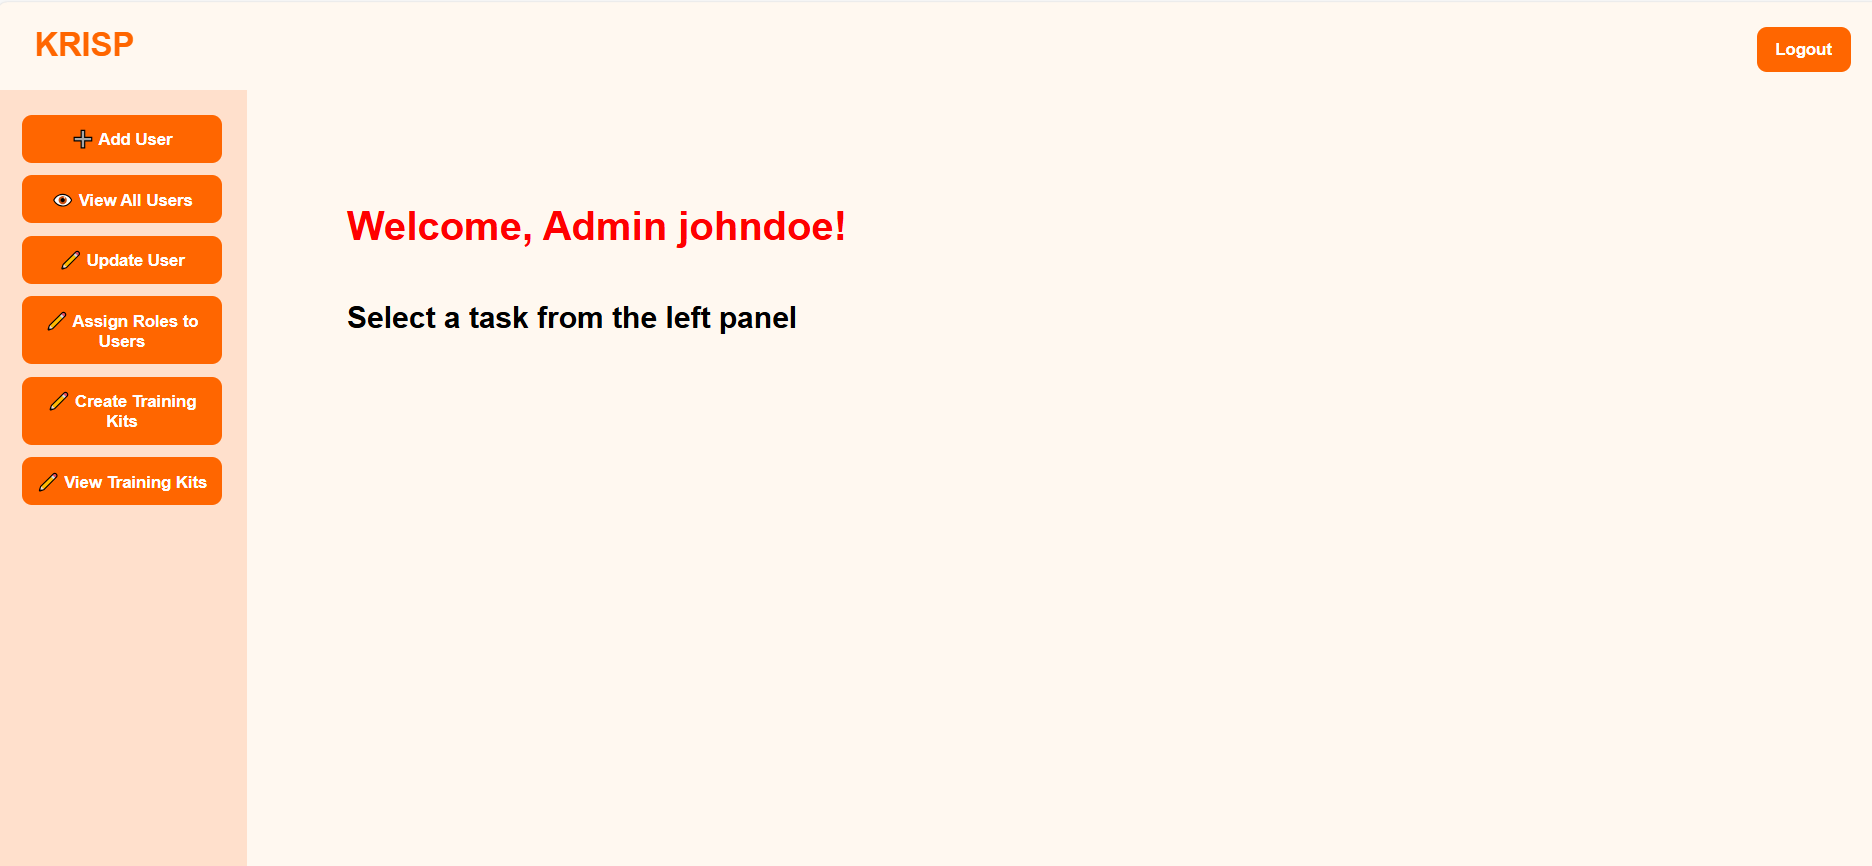 KRISP
Logout
➕ Add User
👁 View All Users
✏ Update User
✏ Assign Roles to
Users
✏ Create Training
Kits
✏ View Training Kits
Welcome, Admin johndoe!
Select a task from the left panel